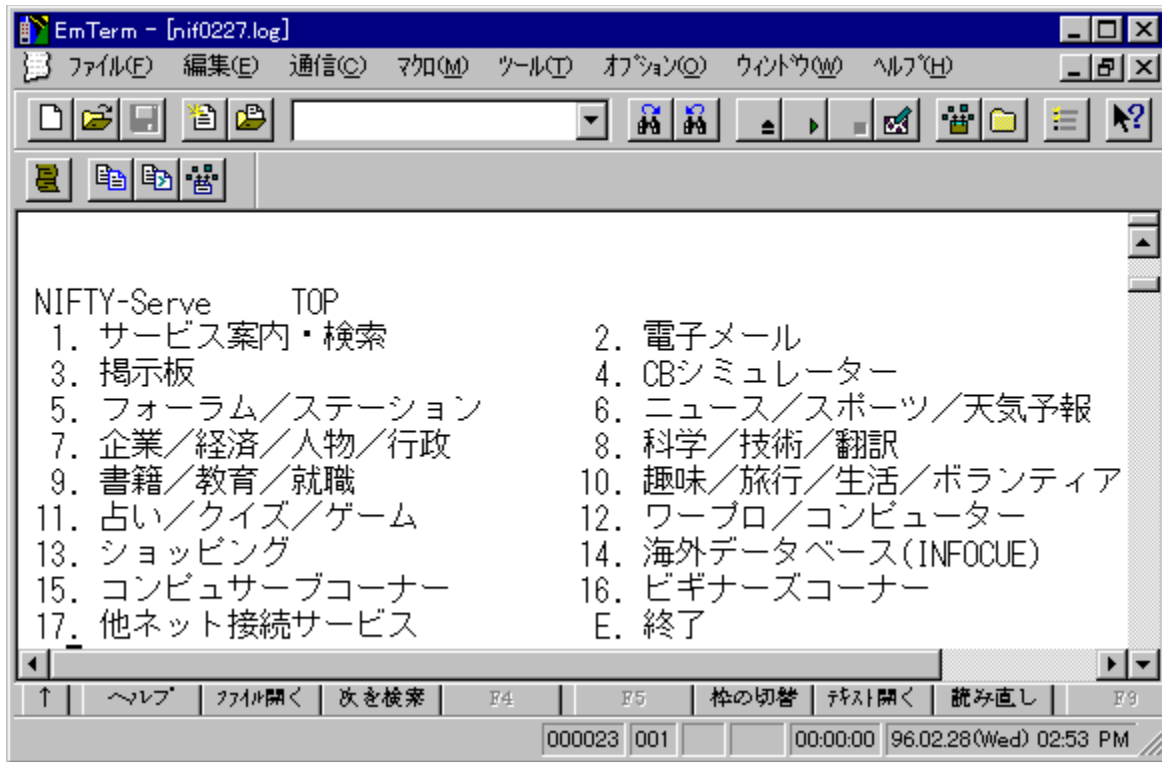 EmTerm - [nif0227.log]
ﾌｧｲﾙ(F) 編集(E) 通信(C) ﾏｸﾛ(M) ﾂｰﾙ(T) ｵﾌﾟｼｮﾝ(O) ｳｨﾝﾄﾞｳ(W) ﾍﾙﾌﾟ(H)
NIFTY-Serve TOP
1. サービス案内・検索 2. 電子メール
3. 掲示板 4. CBシミュレーター
5. フォーラム／ステーション 6. ニュース／スポーツ／天気予報
7. 企業／経済／人物／行政 8. 科学／技術／翻訳
9. 書籍／教育／就職 10. 趣味／旅行／生活／ボランティア
11. 占い／クイズ／ゲーム 12. ワープロ／コンピューター
13. ショッピング 14. 海外データベース(INFOCUE)
15. コンピュサーブコーナー 16. ビギナーズコーナー
17. 他ネット接続サービス E. 終了
↑ ヘルプ ﾌｧｲﾙ開く 次を検索 F4 F5 枠の切替 ﾃｷｽﾄ開く 読み直し F9
000023 001 00:00:00 96.02.28(Wed) 02:53 PM